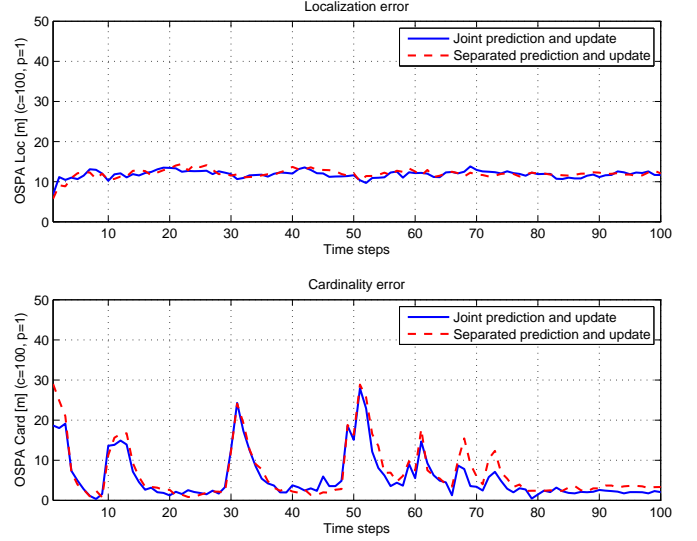 Localization error
50
40
30
20
10
0
OSPA Loc [m] (c=100, p=1)
Joint prediction and update
Separated prediction and update
10 20 30 40 50 60 70 80 90 100
Time steps
Cardinality error
50
40
30
20
10
0
OSPA Card [m] (c=100, p=1)
Joint prediction and update
Separated prediction and update
10 20 30 40 50 60 70 80 90 100
Time steps